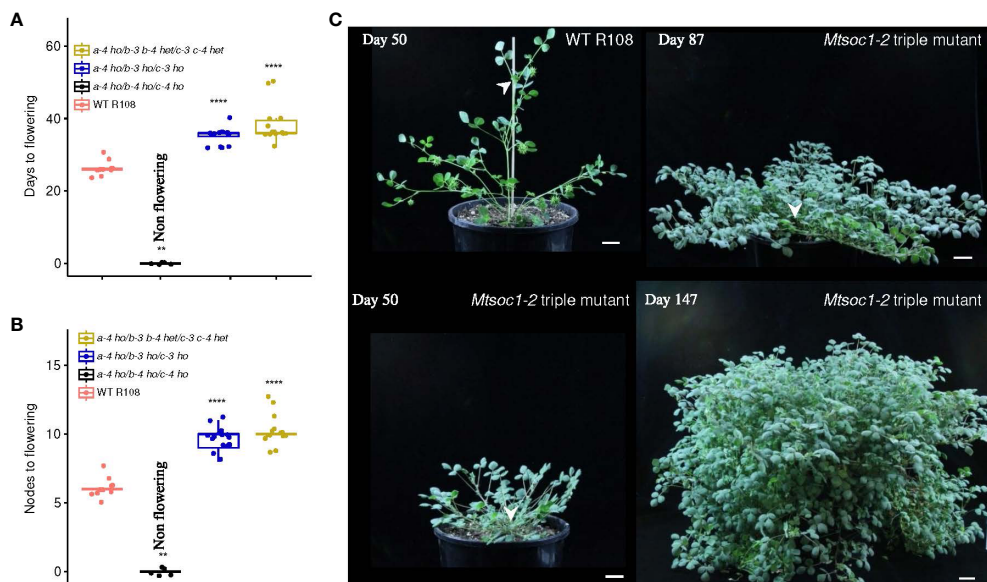 A
Days to flowering
60
40
20
0
a-4 ho/b-3 b-4 het/c-3 c-4 het
a-4 ho/b-3 ho/c-3 ho
a-4 ho/b-4 ho/c-4 ho
WT R108
Non flowering
**
****
****
B
Nodes to flowering
15
10
5
0
a-4 ho/b-3 b-4 het/c-3 c-4 het
a-4 ho/b-3 ho/c-3 ho
a-4 ho/b-4 ho/c-4 ho
WT R108
Non flowering
**
****
****
C
Day 50
WT R108
Day 87
Mtsoc1-2 triple mutant
Day 50
Mtsoc1-2 triple mutant
Day 147
Mtsoc1-2 triple mutant